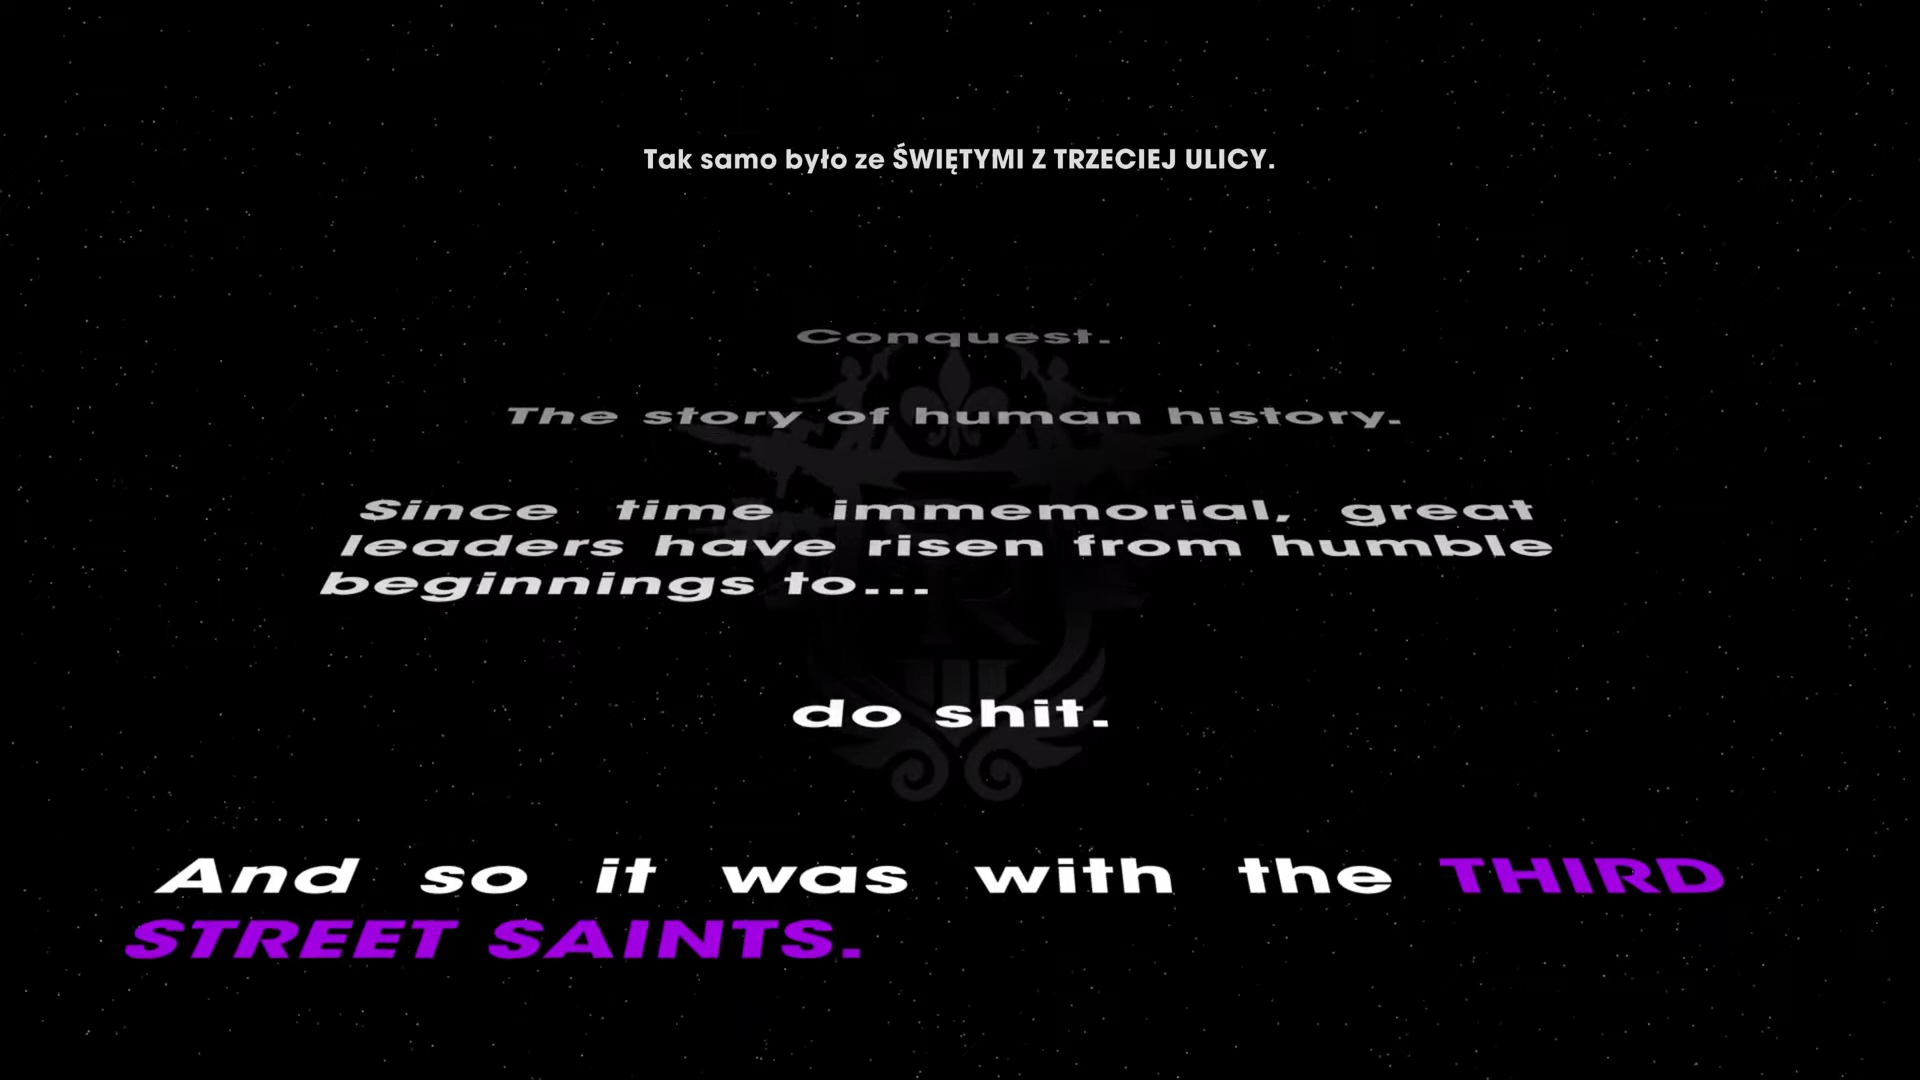 Tak samo było ze ŚWIĘTYMI Z TRZECIEJ ULICY.
Conquest.
The story of human history.
Since time immemorial, great
leaders have risen from humble
beginnings to...
do shit.
And so it was with the THIRD
STREET SAINTS.